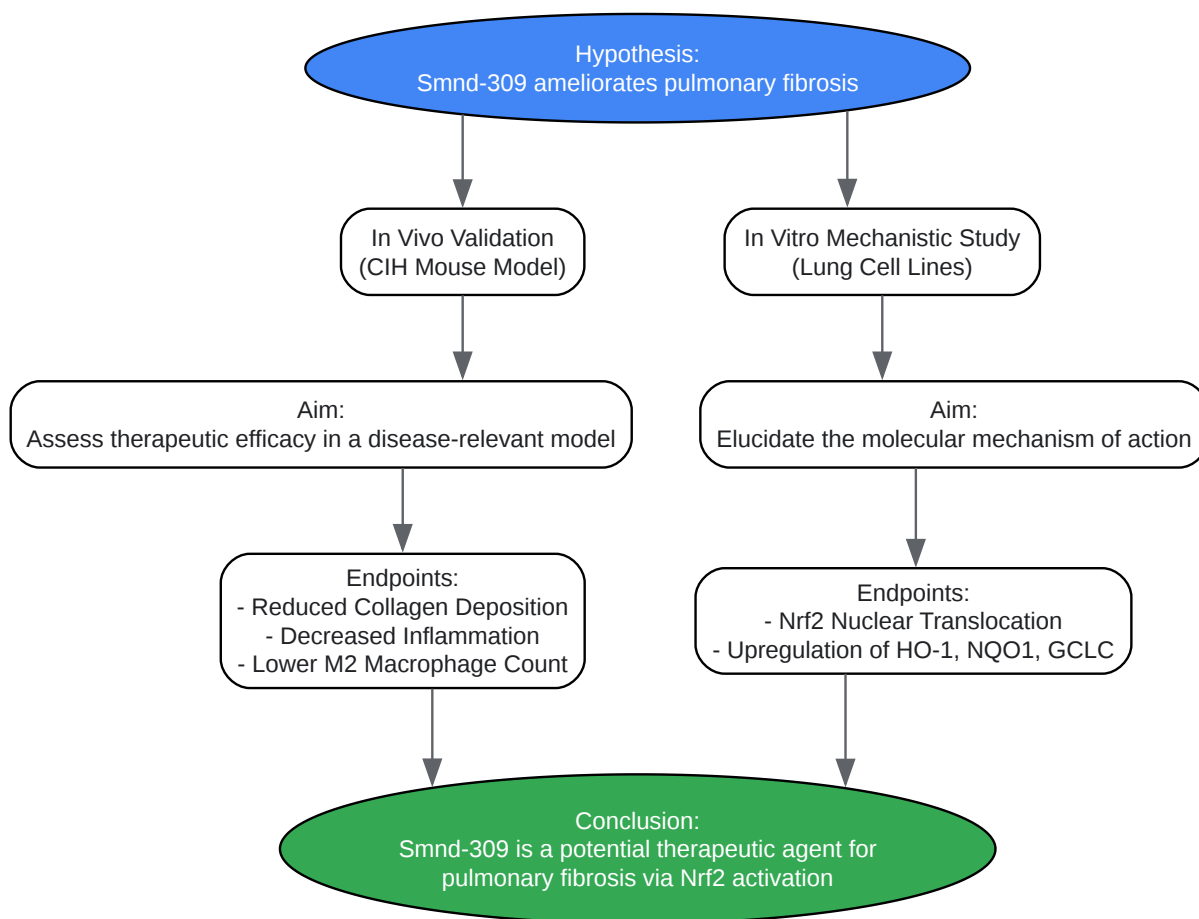 Hypothesis:
Smnd-309 ameliorates pulmonary fibrosis
In Vivo Validation
(CIH Mouse Model)
In Vitro Mechanistic Study
(Lung Cell Lines)
Aim:
Assess therapeutic efficacy in a disease-relevant model
Aim:
Elucidate the molecular mechanism of action
Endpoints:
- Reduced Collagen Deposition
- Decreased Inflammation
- Lower M2 Macrophage Count
Endpoints:
- Nrf2 Nuclear Translocation
- Upregulation of HO-1, NQO1, GCLC
Conclusion:
Smnd-309 is a potential therapeutic agent for
pulmonary fibrosis via Nrf2 activation